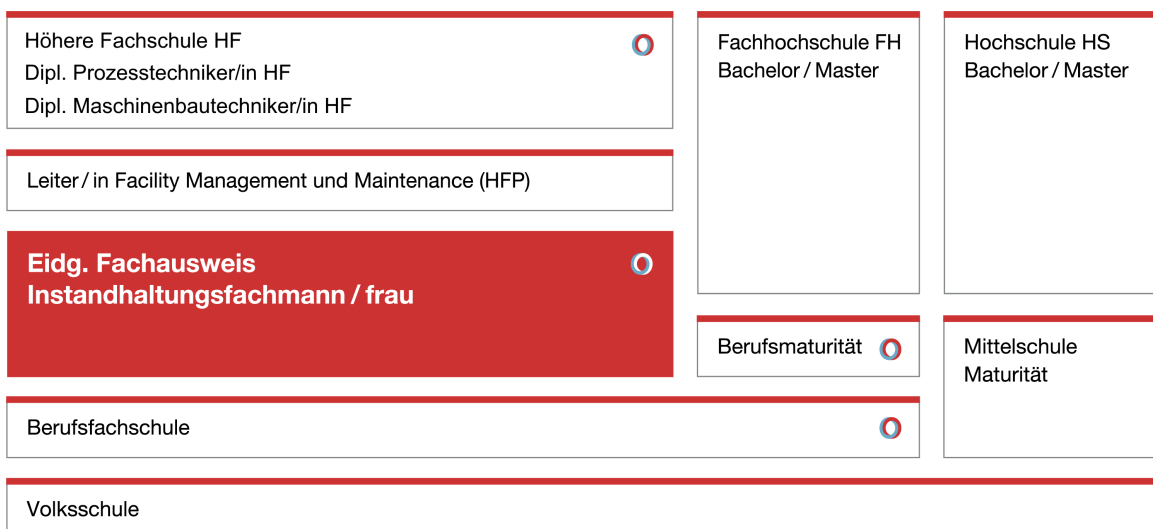 Höhere Fachschule HF
Dipl. Prozesstechniker/in HF
Dipl. Maschinenbautechniker/in HF
Fachhochschule FH
Bachelor / Master
Hochschule HS
Bachelor / Master
Leiter / in Facility Management und Maintenance (HFP)
Eidg. Fachausweis
Instandhaltungsfachmann / frau
Berufsmaturität
Mittelschule
Maturität
Berufsfachschule
Volksschule